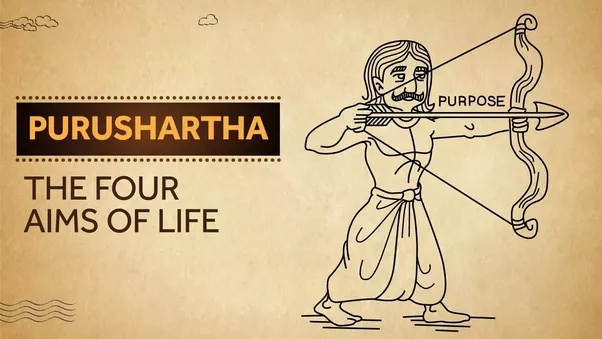 PURUSHARTHA
THE FOUR
AIMS OF LIFE
PURPOSE